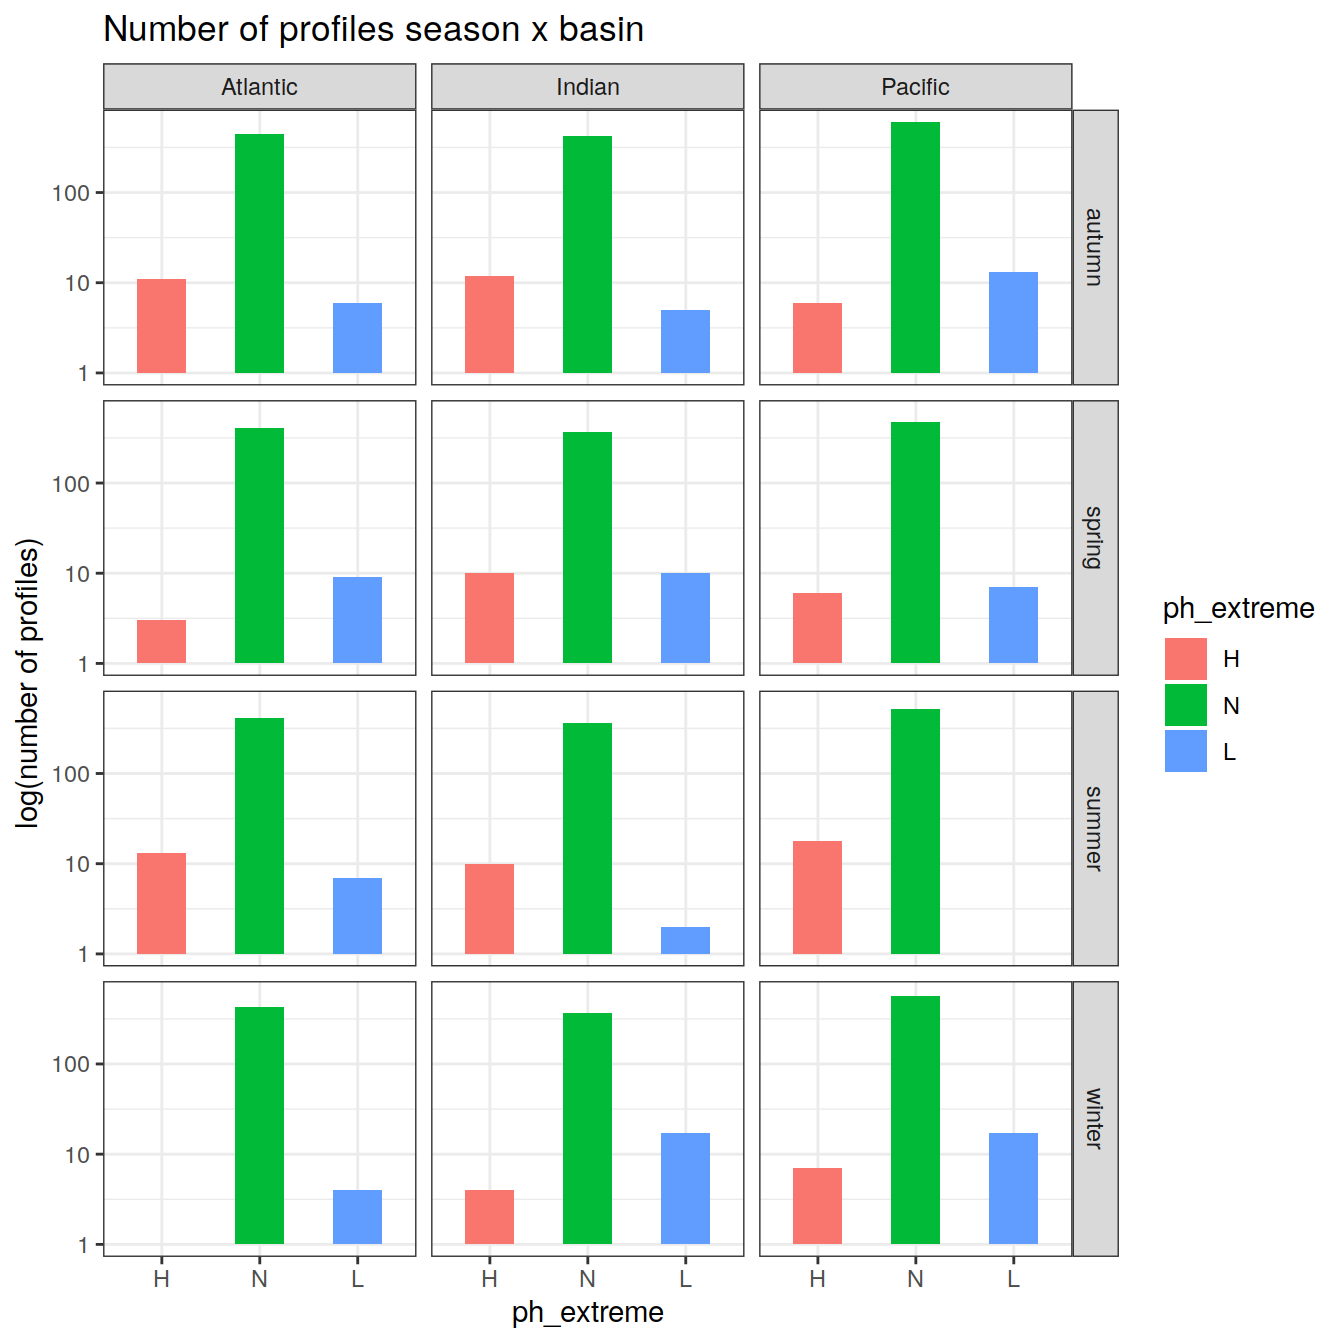 Number of profiles season x basin
Atlantic Indian Pacific
100
10
1
autumn
100
10
1
spring
100
10
1
summer
100
10
1
winter
log(number of profiles)
H N L H N L H N L
ph_extreme
ph_extreme
H
N
L